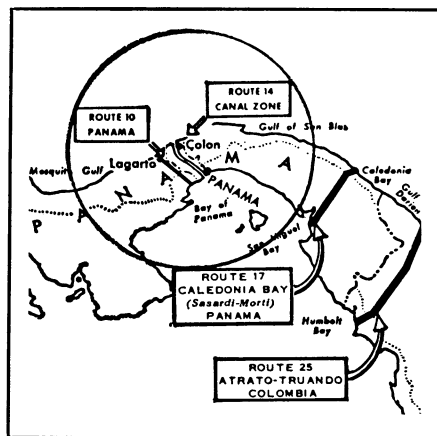 ROUTE 14
CANAL ZONE
ROUTE 10
PANAMA
Colon
Gulf of San Blas
Lagarto
Mosquit Gulf
Caledonia
Bay
Gulf
Darien
PANAMA
PANAMA
Bay of
Panama
San Miguel
Bay
ROUTE 17
CALEDONIA BAY
(Sasardi-Morti)
PANAMA
Humbolt
Bay
ROUTE 25
ATRATO-TRUANDO
COLOMBIA